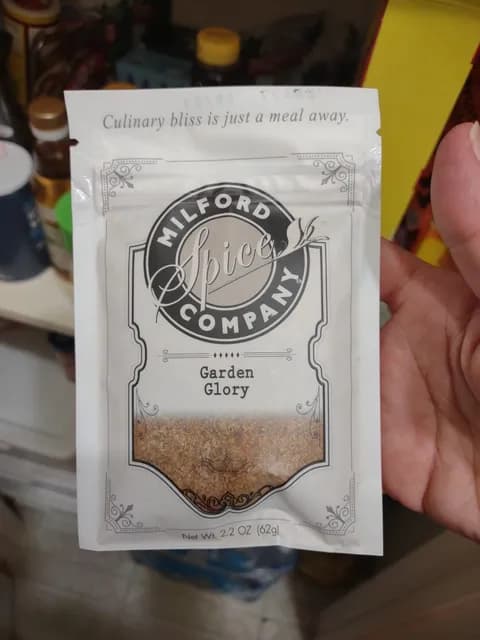 Culinary bliss is just a meal away.
MILFORD
Spice
COMPANY
Garden
Glory
Net Wt. 2.2 OZ (62g)